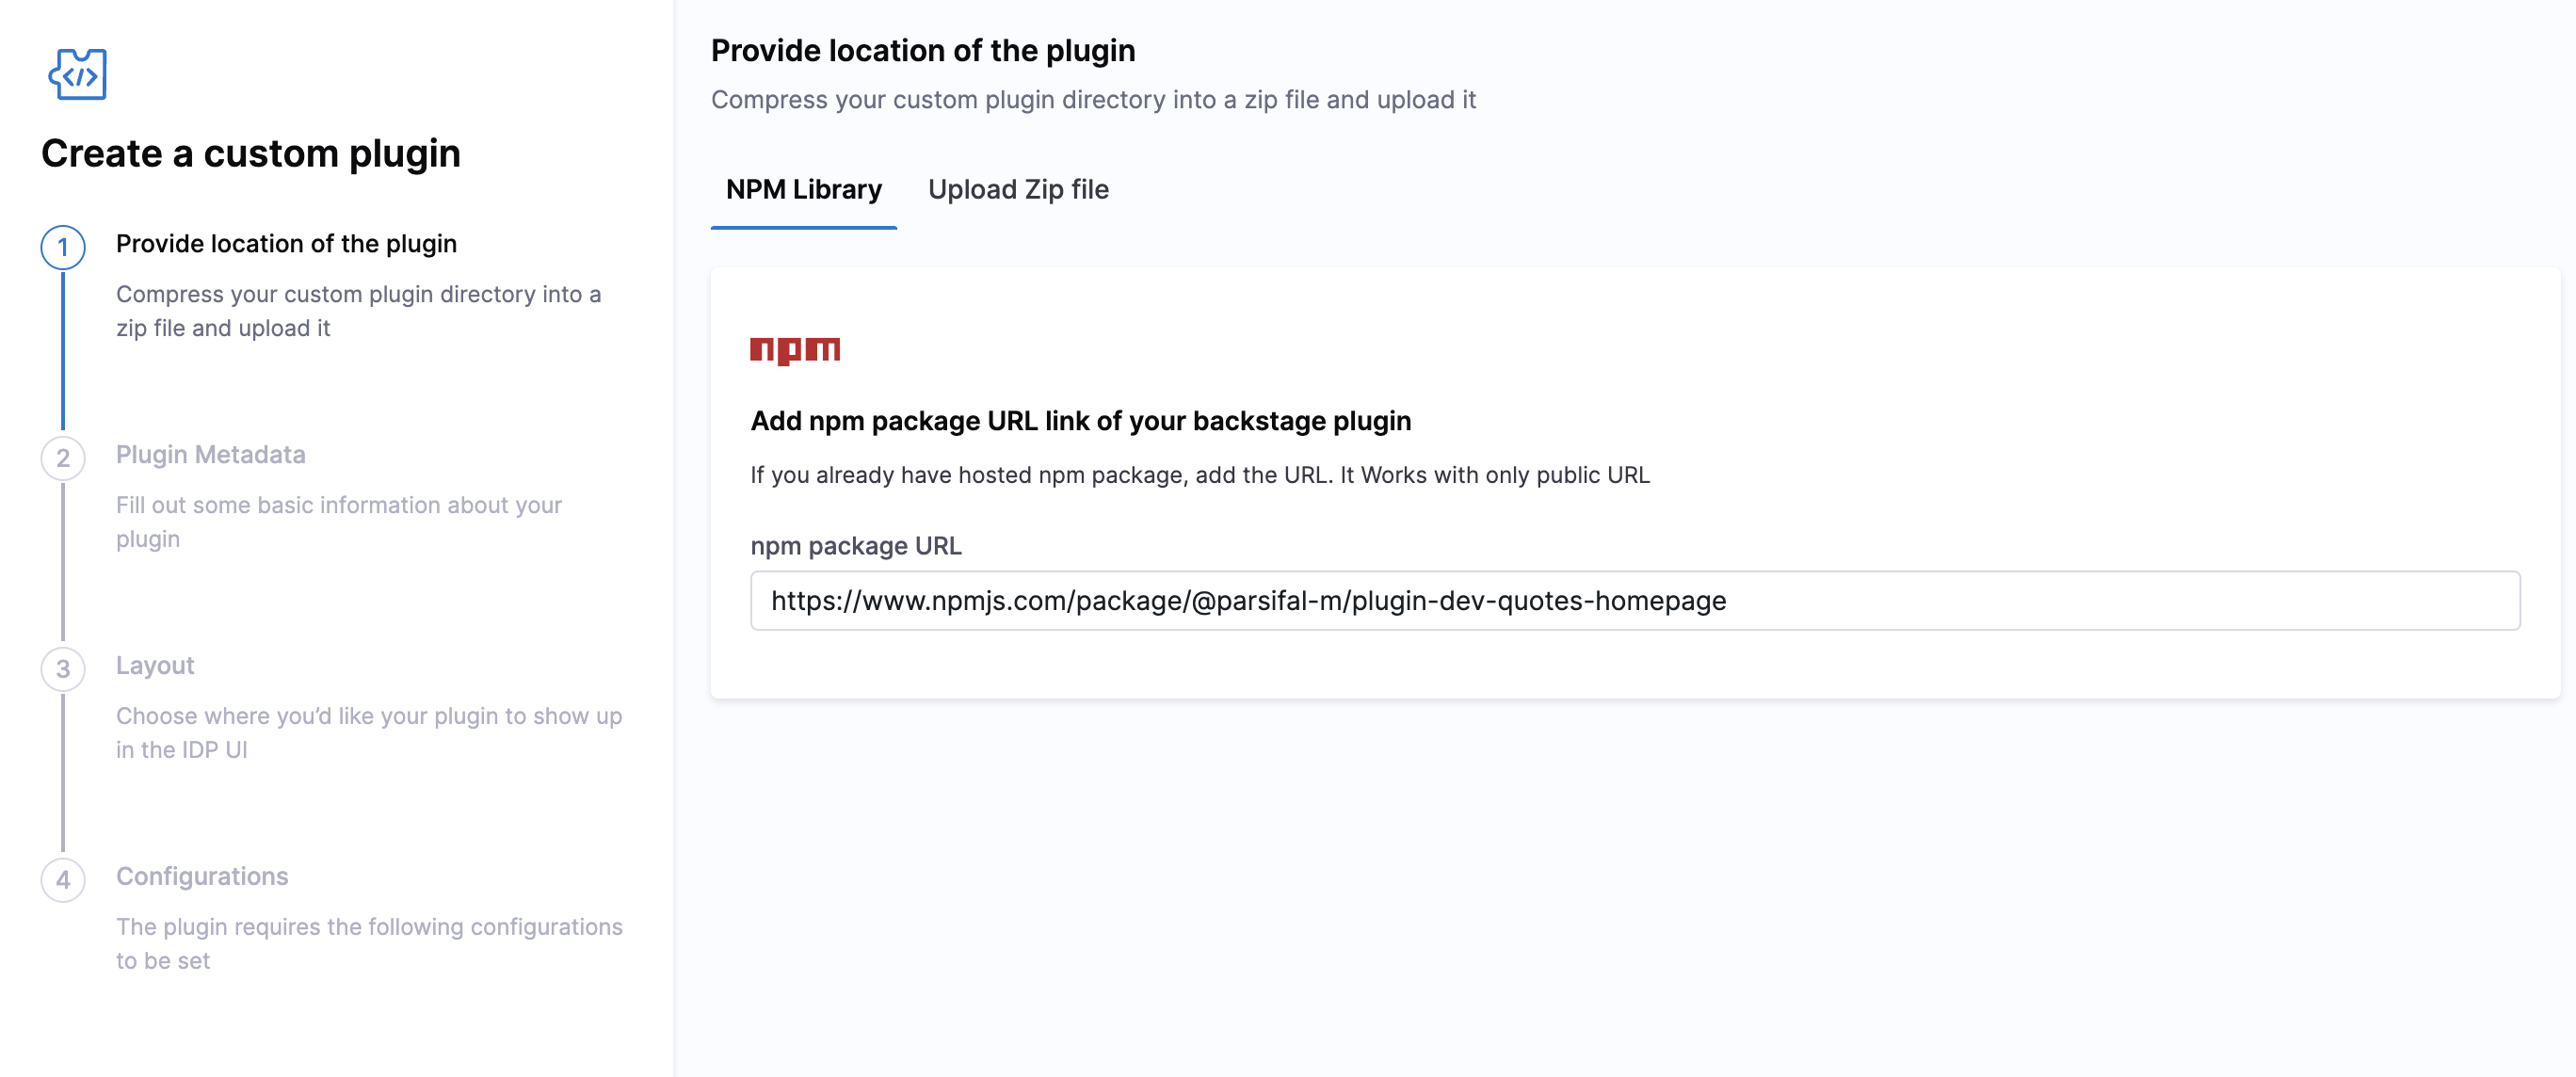 </>
Create a custom plugin
1
Provide location of the plugin
Compress your custom plugin directory into a
zip file and upload it
2
Plugin Metadata
Fill out some basic information about your
plugin
3
Layout
Choose where you’d like your plugin to show up
in the IDP UI
4
Configurations
The plugin requires the following configurations
to be set
Provide location of the plugin
Compress your custom plugin directory into a zip file and upload it
NPM Library
Upload Zip file
npm
Add npm package URL link of your backstage plugin
If you already have hosted npm package, add the URL. It Works with only public URL
npm package URL
https://www.npmjs.com/package/@parsifal-m/plugin-dev-quotes-homepage